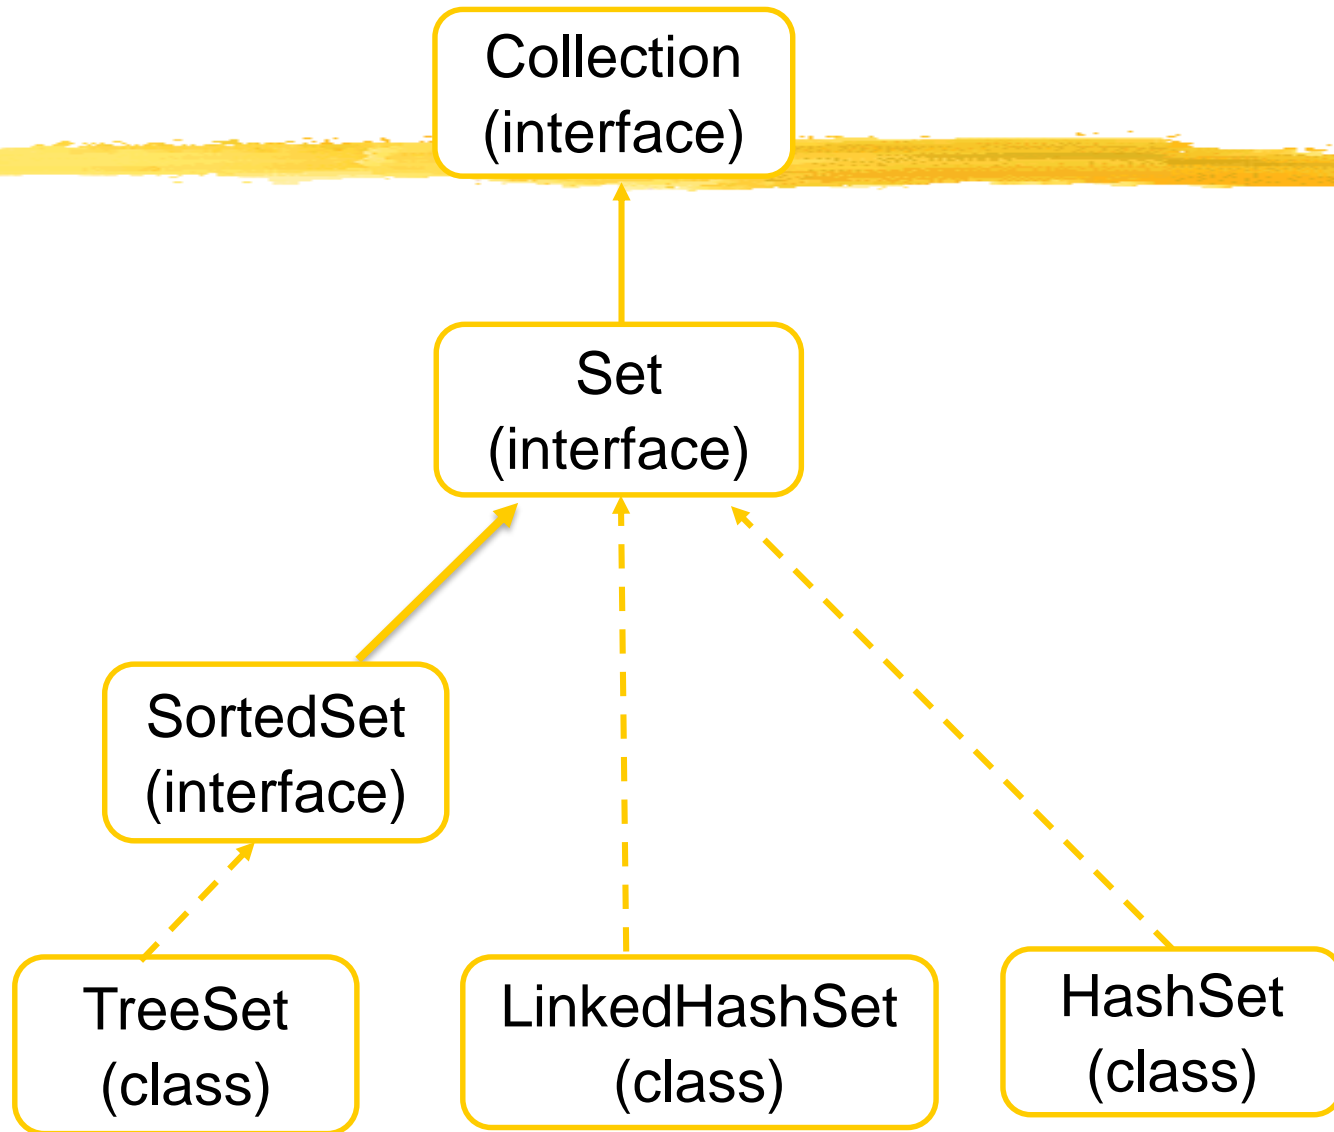 Collection
(interface)
Set
(interface)
SortedSet
(interface)
TreeSet
(class)
LinkedHashSet
(class)
HashSet
(class)